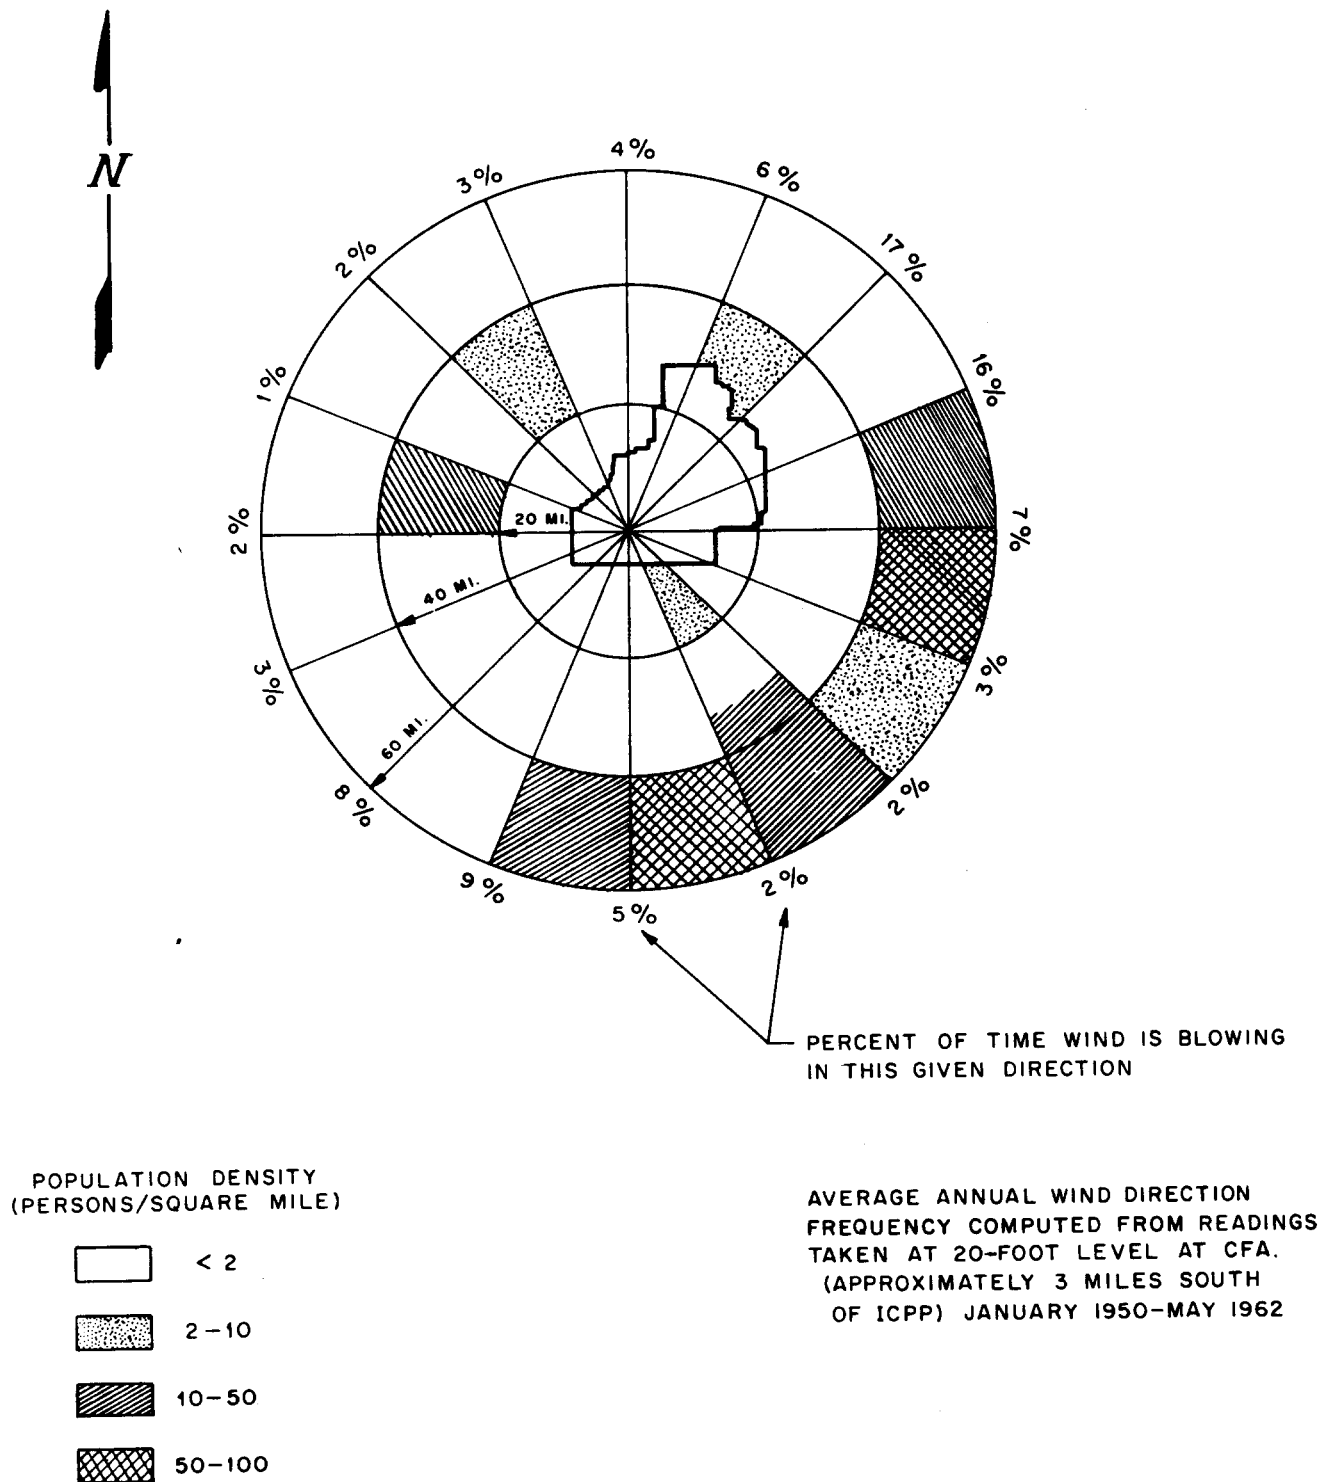 N
4%
3%
6%
2%
17%
1%
16%
2%
20 MI.
7%
40 MI.
3%
3%
60 MI.
8%
2%
9%
2%
5%
PERCENT OF TIME WIND IS BLOWING
IN THIS GIVEN DIRECTION
POPULATION DENSITY
(PERSONS/SQUARE MILE)
< 2
2-10
10-50
50-100
AVERAGE ANNUAL WIND DIRECTION
FREQUENCY COMPUTED FROM READINGS
TAKEN AT 20-FOOT LEVEL AT CFA.
(APPROXIMATELY 3 MILES SOUTH
OF ICPP) JANUARY 1950-MAY 1962